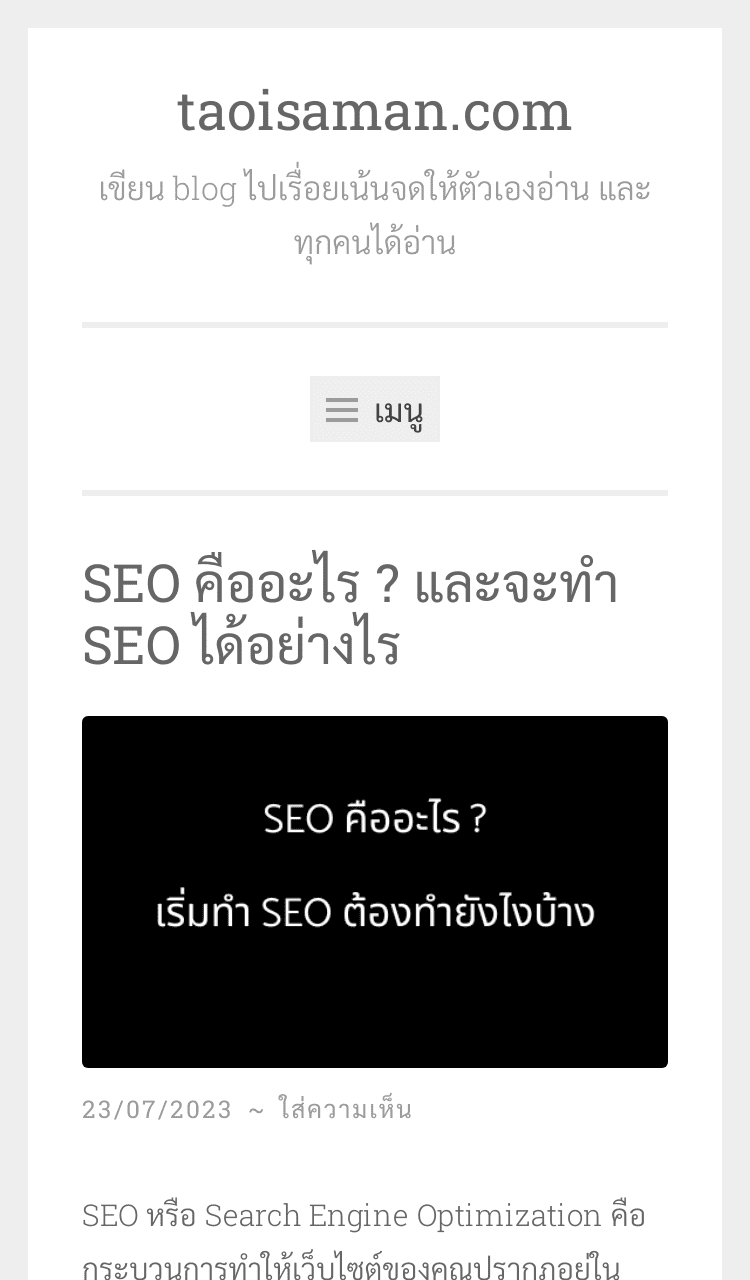 taoisaman.com
เขียน blog ไปเรื่อยเน้นจดให้ตัวเองอ่าน และ
ทุกคนได้อ่าน
เมนู
SEO คืออะไร ? และจะทำ
SEO ได้อย่างไร
SEO คืออะไร ?
เริ่มทำ SEO ต้องทำยังไงบ้าง
23/07/2023 ~ ใส่ความเห็น
SEO หรือ Search Engine Optimization คือ
กระบวนการทำให้เว็บไซต์ของคุณปรากฏอยู่ใน